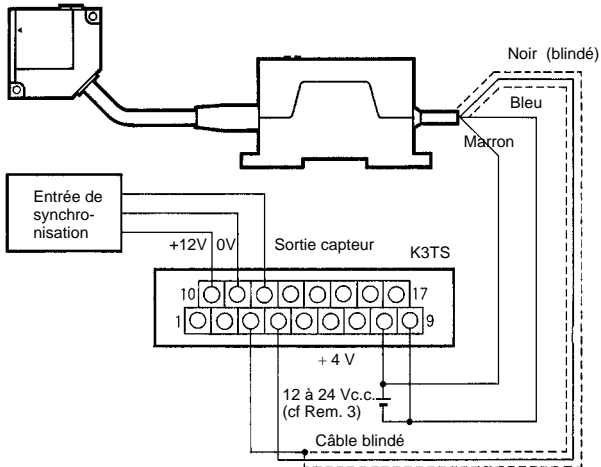 Noir (blindé)
Bleu
Marron
Entrée de
synchro-
nisation
+12V 0V
Sortie capteur
K3TS
10
17
1
9
+ 4 V
12 à 24 Vc.c.
(cf Rem. 3)
Câble blindé